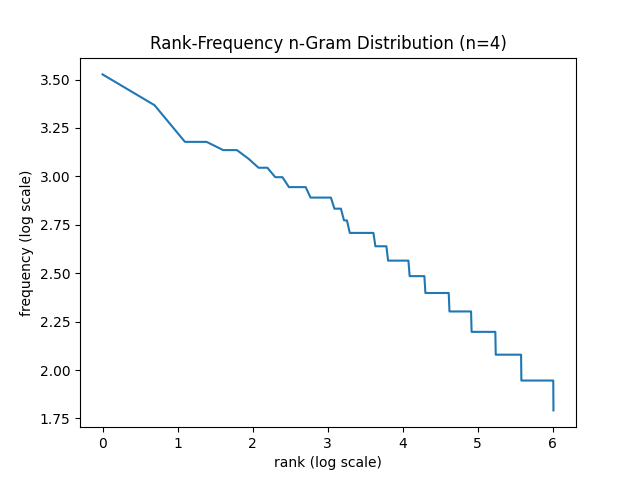 Rank-Frequency n-Gram Distribution (n=4)
3.50
3.25
3.00
2.75
2.50
2.25
2.00
1.75
frequency (log scale)
0 1 2 3 4 5 6
rank (log scale)